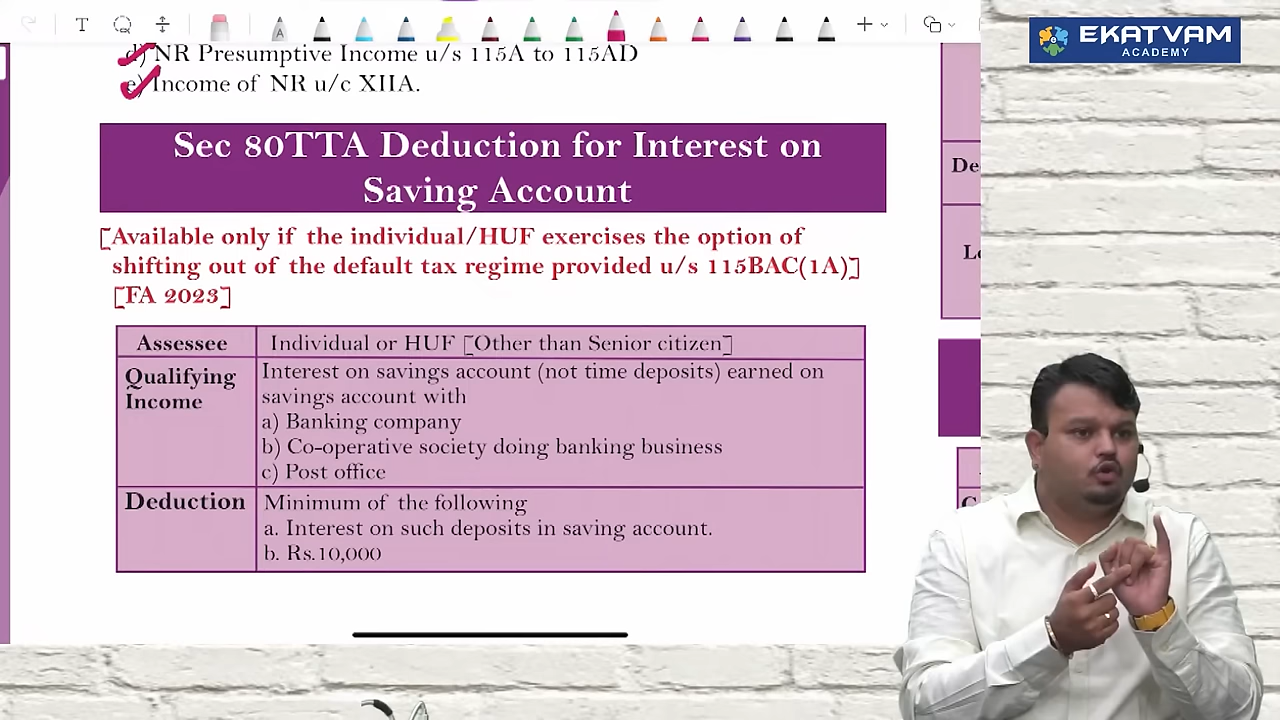 T
EKATVAM
ACADEMY
d) NR Presumptive Income u/s 115A to 115AD
e) Income of NR u/c XIIA.
Sec 80TTA Deduction for Interest on
Saving Account
[Available only if the individual/HUF exercises the option of
shifting out of the default tax regime provided u/s 115BAC(1A)]
[FA 2023]
Assessee
Individual or HUF [Other than Senior citizen]
Qualifying
Income
Interest on savings account (not time deposits) earned on
savings account with
a) Banking company
b) Co-operative society doing banking business
c) Post office
Deduction
Minimum of the following
a. Interest on such deposits in saving account.
b. Rs.10,000
De